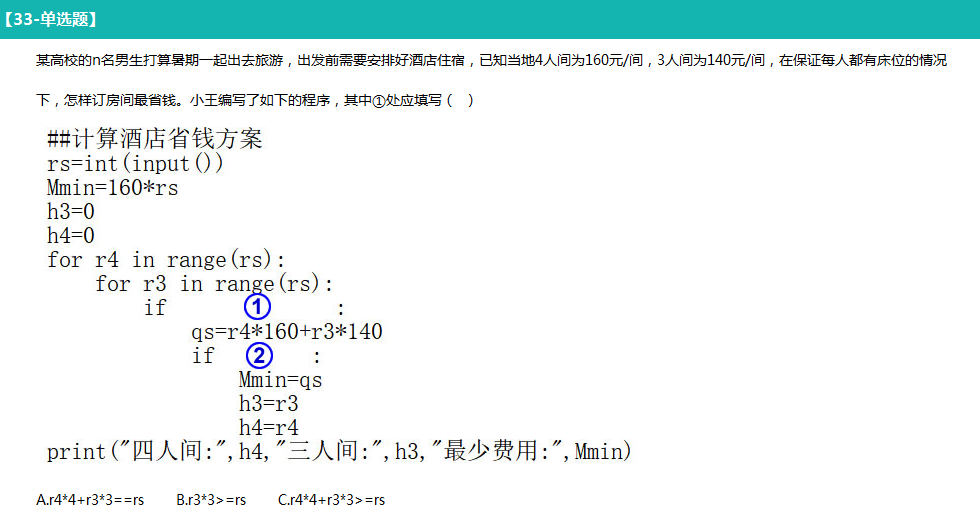 【33-单选题】
某高校的n名男生打算暑期一起出去旅游，出发前需要安排好酒店住宿，已知当地4人间为160元/间，3人间为140元/间，在保证每人都有床位的情况
下，怎样订房间最省钱。小王编写了如下的程序，其中①处应填写（　）
##计算酒店省钱方案
rs=int(input())
Mmin=160*rs
h3=0
h4=0
for r4 in range(rs):
    for r3 in range(rs):
        if ① :
            qs=r4*160+r3*140
            if ② :
                Mmin=qs
                h3=r3
                h4=r4
print("四人间:",h4,"三人间:",h3,"最少费用:",Mmin)
A.r4*4+r3*3==rs B.r3*3>=rs C.r4*4+r3*3>=rs